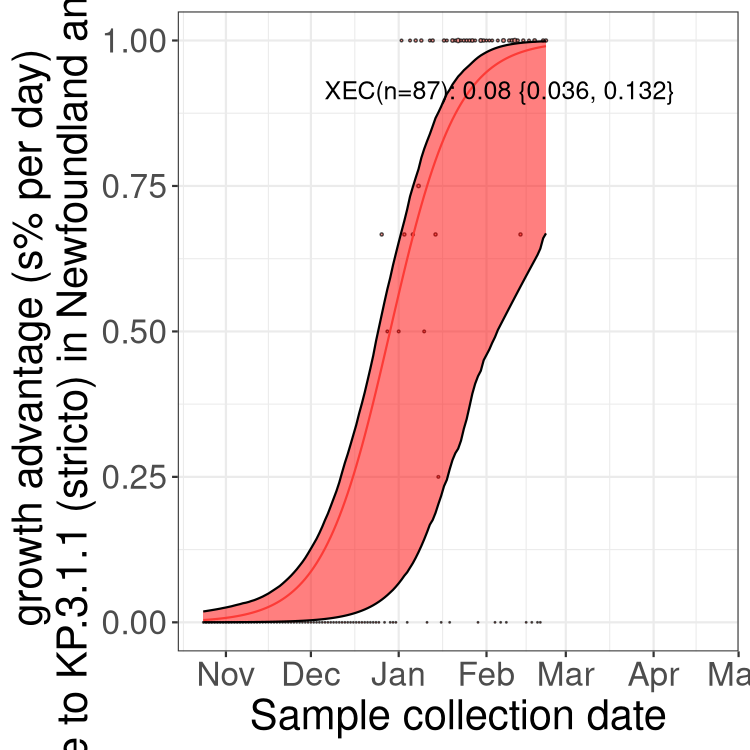 growth advantage (s% per day)
to KP.3.1.1 (stricto) in Newfoundland
1.00
0.75
0.50
0.25
0.00
XEC(n=87): 0.08 {0.036, 0.132}
Nov Dec Jan Feb Mar Apr
Sample collection date